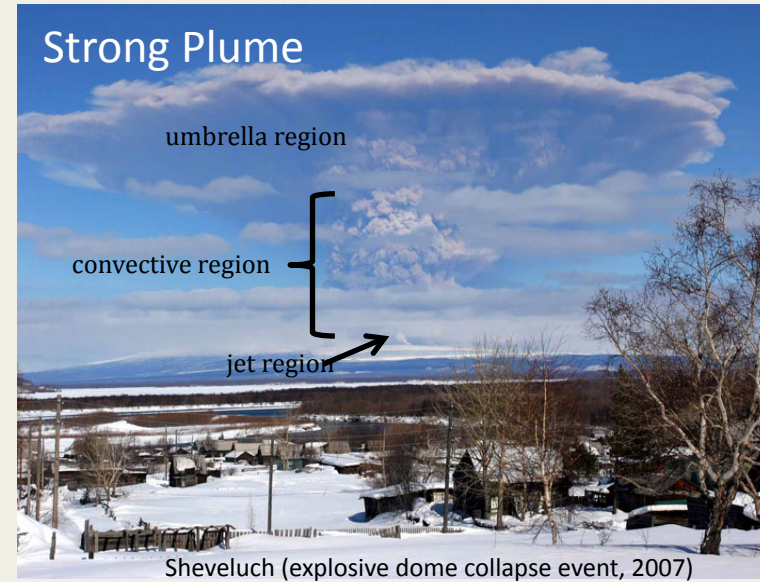 Strong Plume
umbrella region
convective region
jet region
Sheveluch (explosive dome collapse event, 2007)